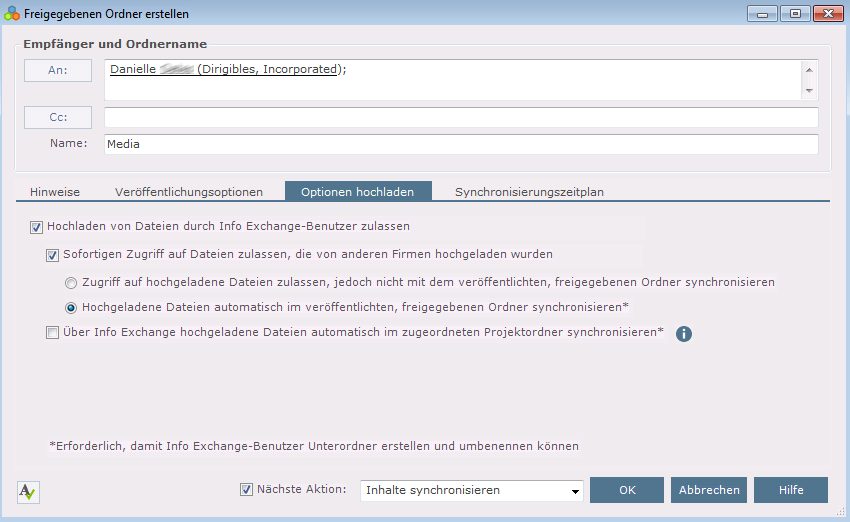 Freigegebenen Ordner erstellen
Empfänger und Ordnername
An:
Danielle (Dirigibles, Incorporated);
Cc:
Name:
Media
Hinweise
Veröffentlichungsoptionen
Optionen hochladen
Synchronisierungszeitplan
Hochladen von Dateien durch Info Exchange-Benutzer zulassen
Sofortigen Zugriff auf Dateien zulassen, die von anderen Firmen hochgeladen wurden
Zugriff auf hochgeladene Dateien zulassen, jedoch nicht mit dem veröffentlichten, freigegebenen Ordner synchronisieren
Hochgeladene Dateien automatisch im veröffentlichten, freigegebenen Ordner synchronisieren*
Über Info Exchange hochgeladene Dateien automatisch im zugeordneten Projektordner synchronisieren*
*Erforderlich, damit Info Exchange-Benutzer Unterordner erstellen und umbenennen können
Nächste Aktion:
Inhalte synchronisieren
OK
Abbrechen
Hilfe